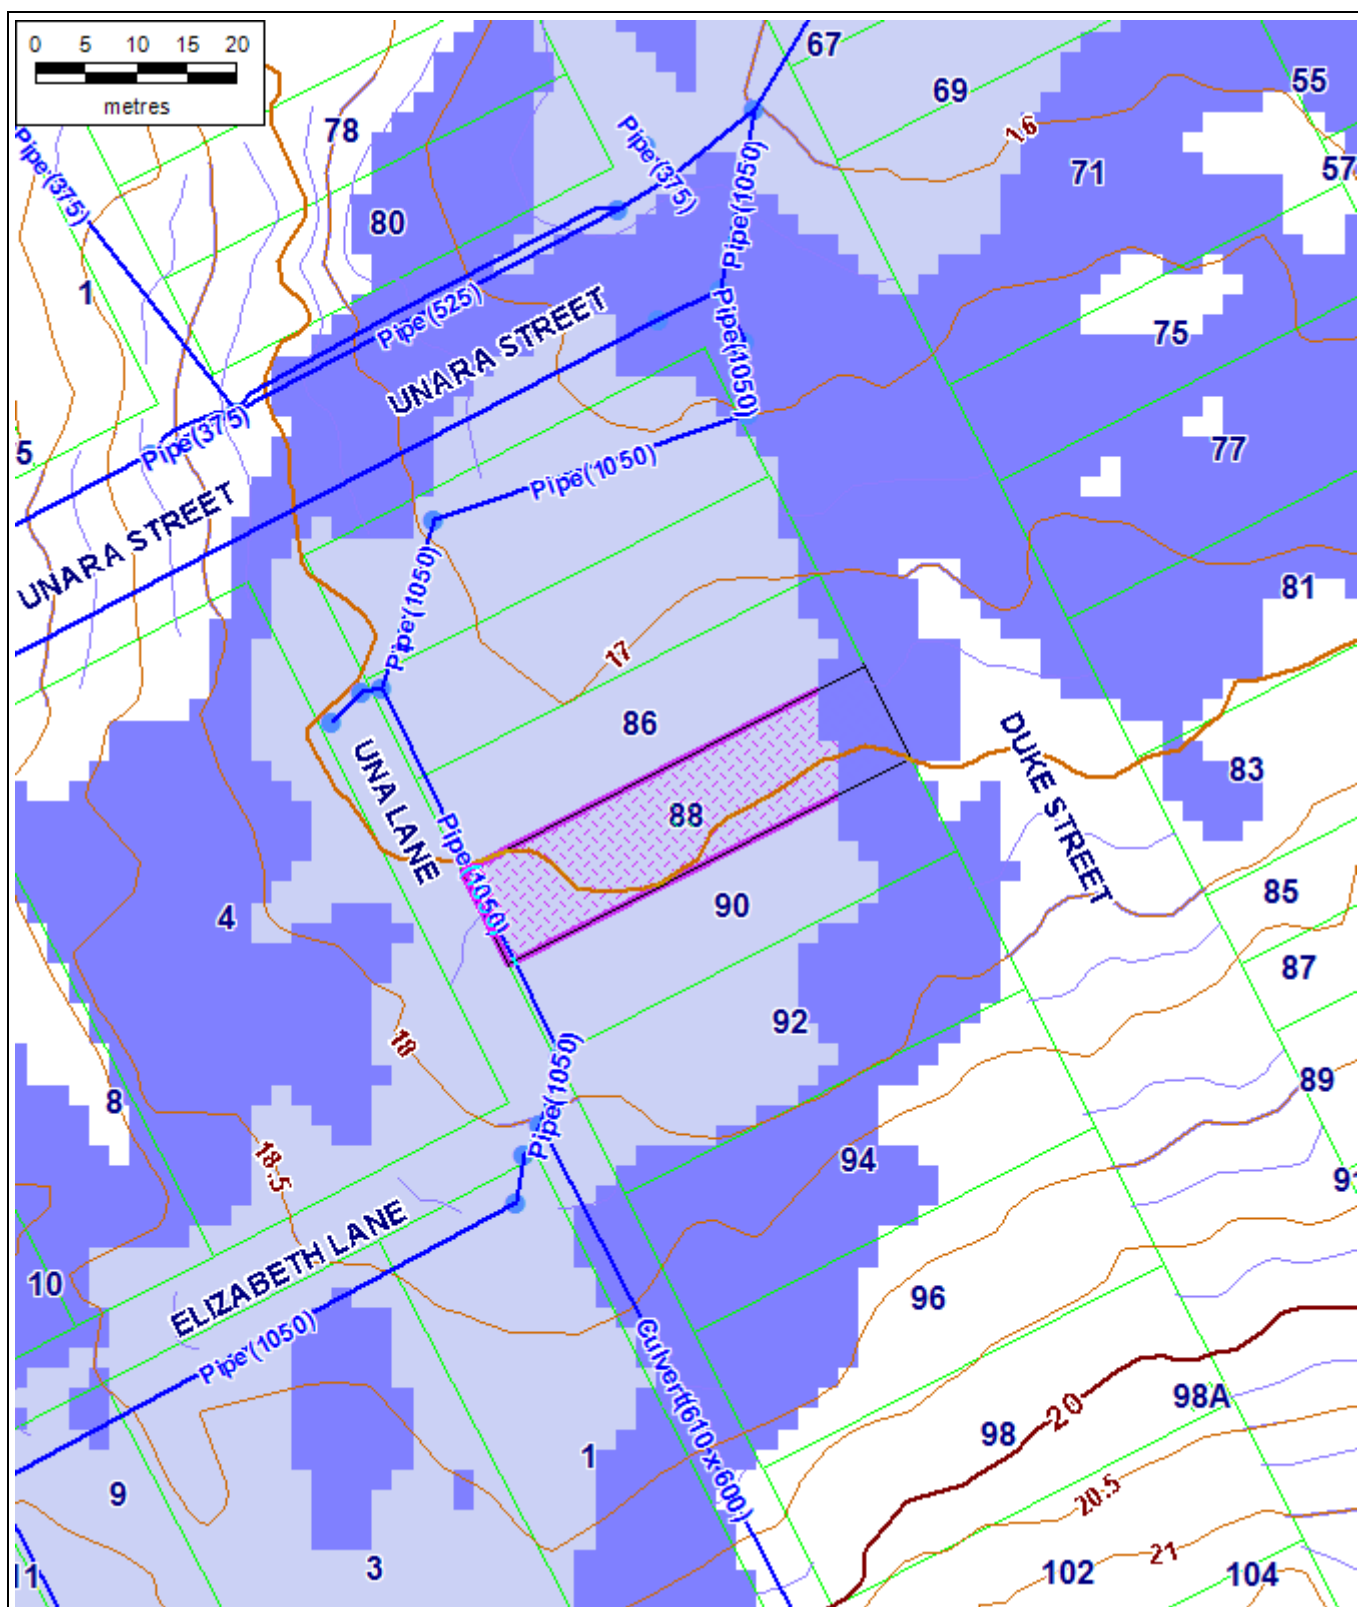 0 5 10 15 20
metres
67
55
69
78
Pipe(375)
16
71
57
Pipe(375)
Pipe(1050)
80
1
Pipe(525)
UNARA STREET
Pipe(1050)
75
5
Pipe(375)
77
Pipe(1050)
UNARA STREET
Pipe(1050)
81
17
86
DUKE STREET
UNA LANE
83
88
Pipe(1050)
85
90
4
87
92
18
Pipe(1050)
89
8
94
18.5
91
ELIZABETH LANE
10
96
Pipe(1050)
Culvert(610 x 600)
98A
20
98
1
9
20.5
21
3
11
102
104